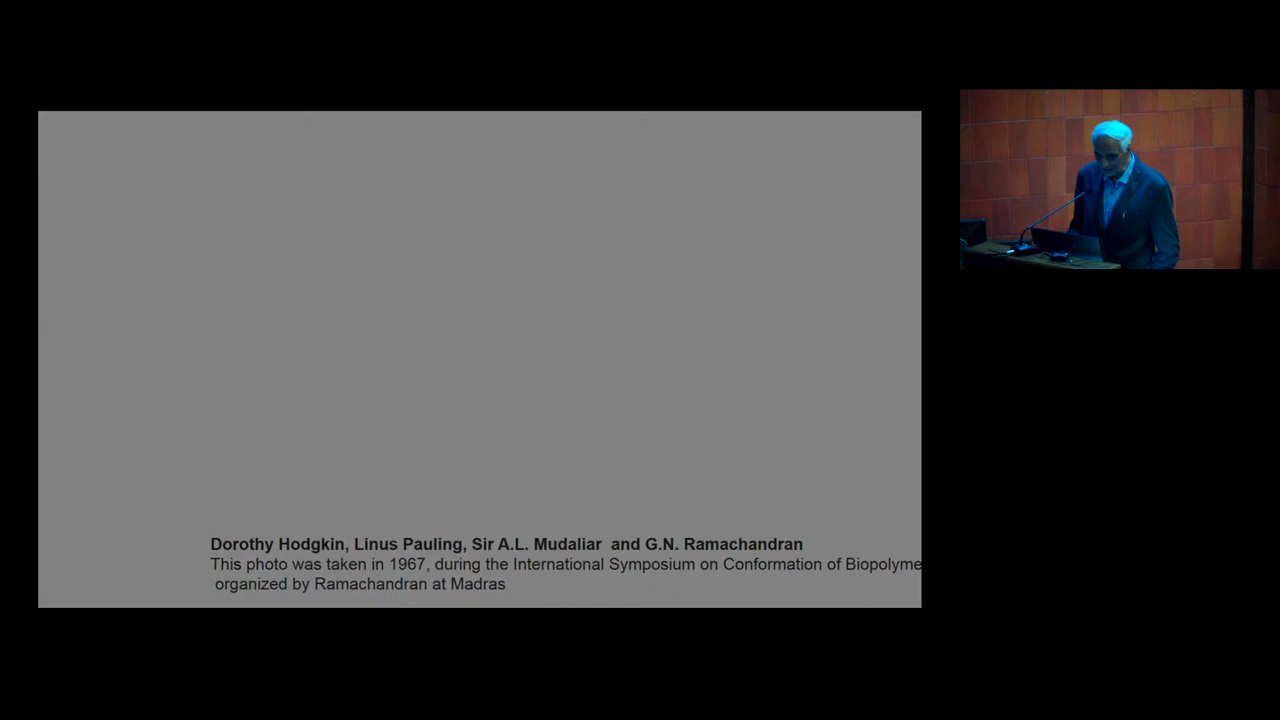 Dorothy Hodgkin, Linus Pauling, Sir A.L. Mudaliar and G.N. Ramachandran
This photo was taken in 1967, during the International Symposium on Conformation of Biopolyme
organized by Ramachandran at Madras